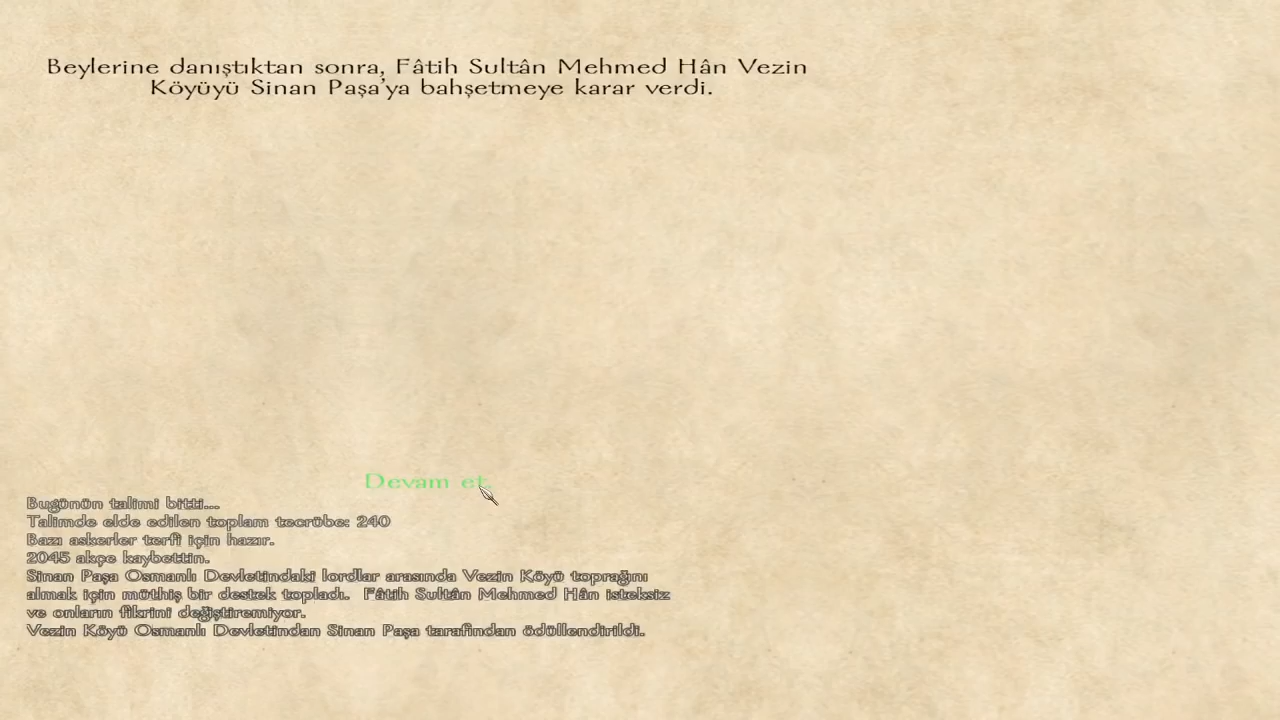 Beylerine danıştıktan sonra, Fâtih Sultân Mehmed Hân Vezin
Köyüyü Sinan Paşa'ya bahşetmeye karar verdi.
Devam et.
Bugünün talimi bitti...
Talimde elde edilen toplam tecrübe: 240
Bazı askerler terfi için hazır.
2045 akçe kaybettin.
Sinan Paşa Osmanlı Devletindaki lordlar arasında Vezin Köyü toprağını
almak için müthiş bir destek topladı.  Fâtih Sultân Mehmed Hân isteksiz
ve onların fikrini değiştiremiyor.
Vezin Köyü Osmanlı Devletindan Sinan Paşa tarafından ödüllendirildi.